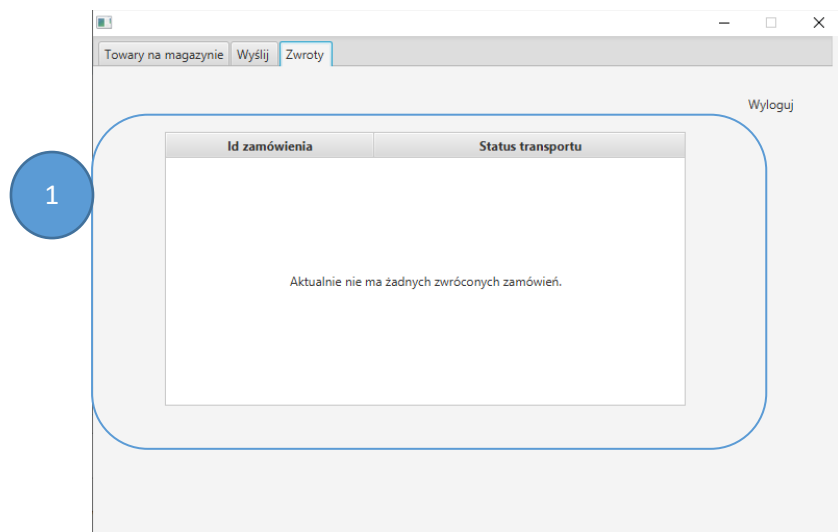 Towary na magazynie Wyślij Zwroty
Wyloguj
Id zamówienia Status transportu
1
Aktualnie nie ma żadnych zwróconych zamówień.